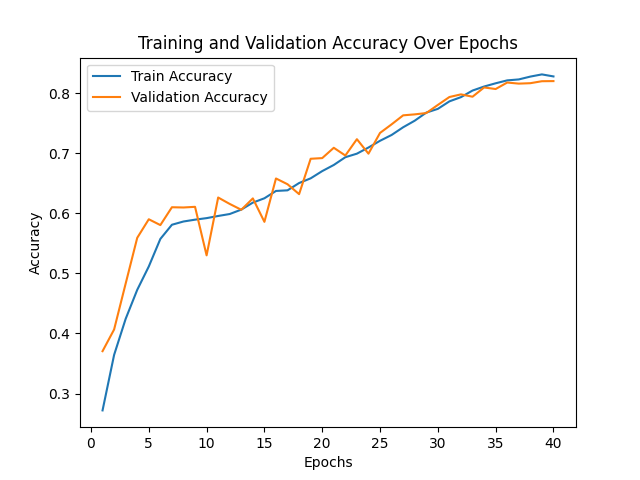 Training and Validation Accuracy Over Epochs
Train Accuracy
Validation Accuracy
0.8
0.7
0.6
0.5
0.4
0.3
Accuracy
0 5 10 15 20 25 30 35 40
Epochs